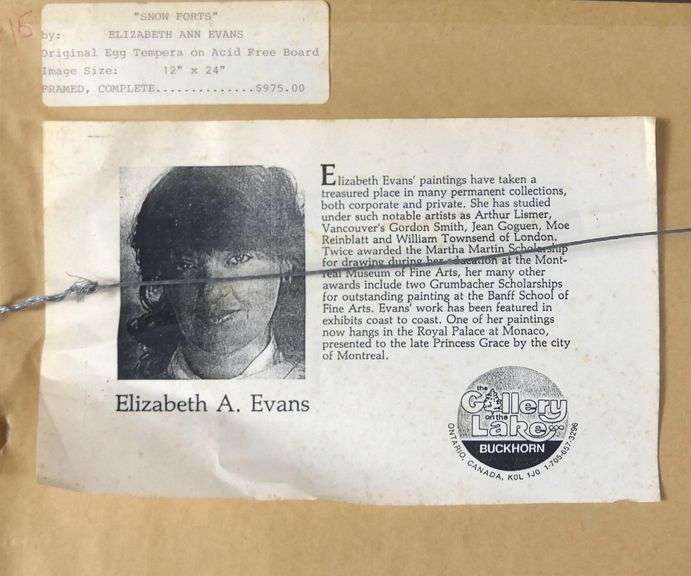 "SNOW FORTS"
by: ELIZABETH ANN EVANS
Original Egg Tempera on Acid Free Board
Image Size: 12" x 24"
FRAMED, COMPLETE..............$975.00
Elizabeth Evans' paintings have taken a
treasured place in many permanent collections,
both corporate and private. She has studied
under such notable artists as Arthur Lismer,
Vancouver's Gordon Smith, Jean Goguen, Moe
Reinblatt and William Townsend of London.
Twice awarded the Martha Martin Scholarship
for drawing during her education at the Mont-
real Museum of Fine Arts, her many other
awards include two Grumbacher Scholarships
for outstanding painting at the Banff School of
Fine Arts. Evans' work has been featured in
exhibits coast to coast. One of her paintings
now hangs in the Royal Palace at Monaco,
presented to the late Princess Grace by the city
of Montreal.
Elizabeth A. Evans
the
Gallery
on the
Lake...
BUCKHORN
ONTARIO, CANADA, K0L 1J0 1-705-657-3296